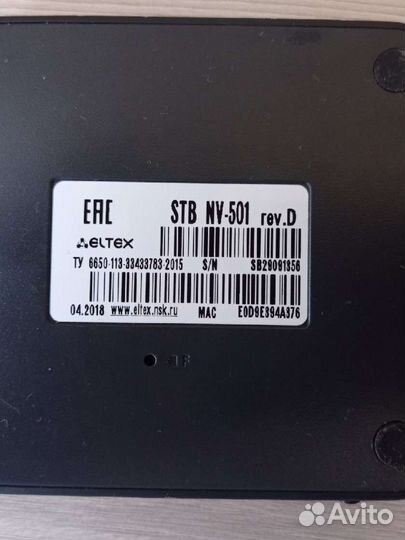 EAC STB NV-501 rev.D
ELTEX
ТУ 6650-113-33433783-2015 S/N SB29091356
04.2018 www.eltex.nsk.ru MAC E0D9E394A376
F
Avito